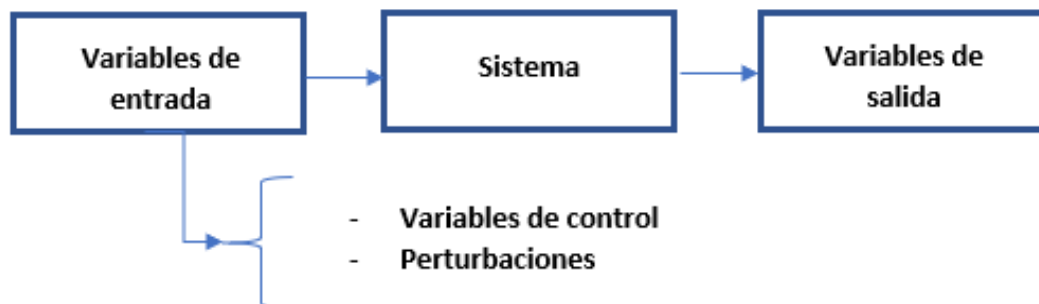 Variables de
entrada
Sistema
Variables de
salida
- Variables de control
- Perturbaciones